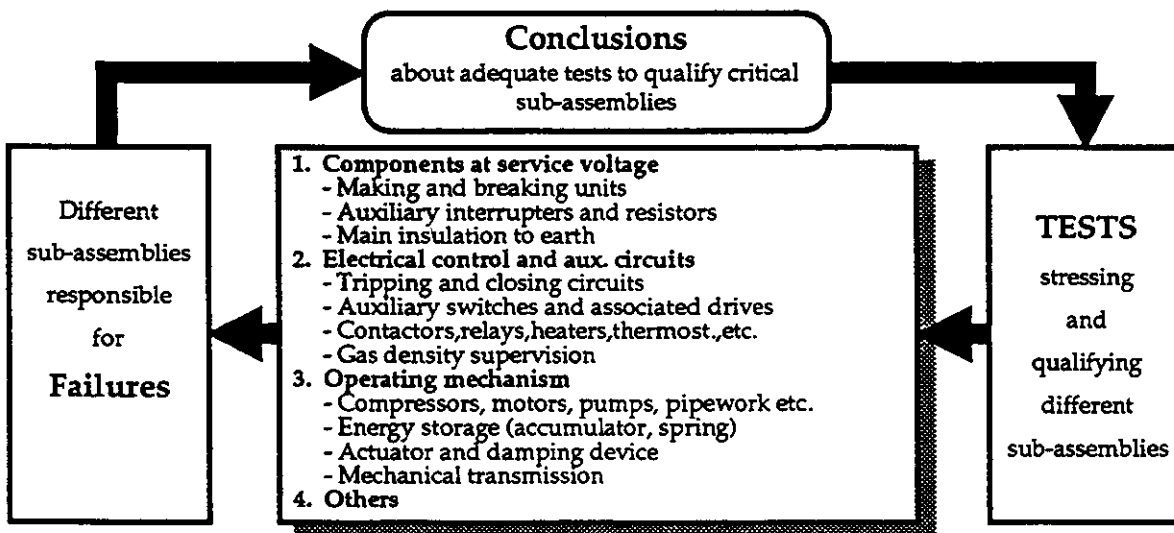 Conclusions
about adequate tests to qualify critical
sub-assemblies
Different
sub-assemblies
responsible
for
Failures
1. Components at service voltage
- Making and breaking units
- Auxiliary interrupters and resistors
- Main insulation to earth
2. Electrical control and aux. circuits
- Tripping and closing circuits
- Auxiliary switches and associated drives
- Contactors,relays,heaters,thermost.,etc.
- Gas density supervision
3. Operating mechanism
- Compressors, motors, pumps, pipework etc.
- Energy storage (accumulator, spring)
- Actuator and damping device
- Mechanical transmission
4. Others
TESTS
stressing
and
qualifying
different
sub-assemblies